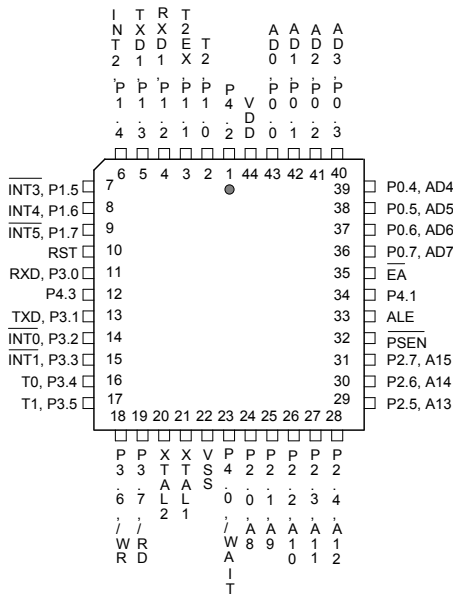 INT2, P1.4
TXD1, P1.3
RXD1, P1.2
T2EX, P1.1
T2, P1.0
P4.2
VDD
AD0, P0.0
AD1, P0.1
AD2, P0.2
AD3, P0.3
6 5 4 3 2 1 44 43 42 41 40
INT3, P1.5 7
INT4, P1.6 8
INT5, P1.7 9
RST 10
RXD, P3.0 11
P4.3 12
TXD, P3.1 13
INT0, P3.2 14
INT1, P3.3 15
T0, P3.4 16
T1, P3.5 17
39 P0.4, AD4
38 P0.5, AD5
37 P0.6, AD6
36 P0.7, AD7
35 EA
34 P4.1
33 ALE
32 PSEN
31 P2.7, A15
30 P2.6, A14
29 P2.5, A13
18 19 20 21 22 23 24 25 26 27 28
P3.6, /WR
P3.7, /RD
XTAL2
XTAL1
VSS
P4.0, /WAIT
P2.0, A8
P2.1, A9
P2.2, A10
P2.3, A11
P2.4, A12